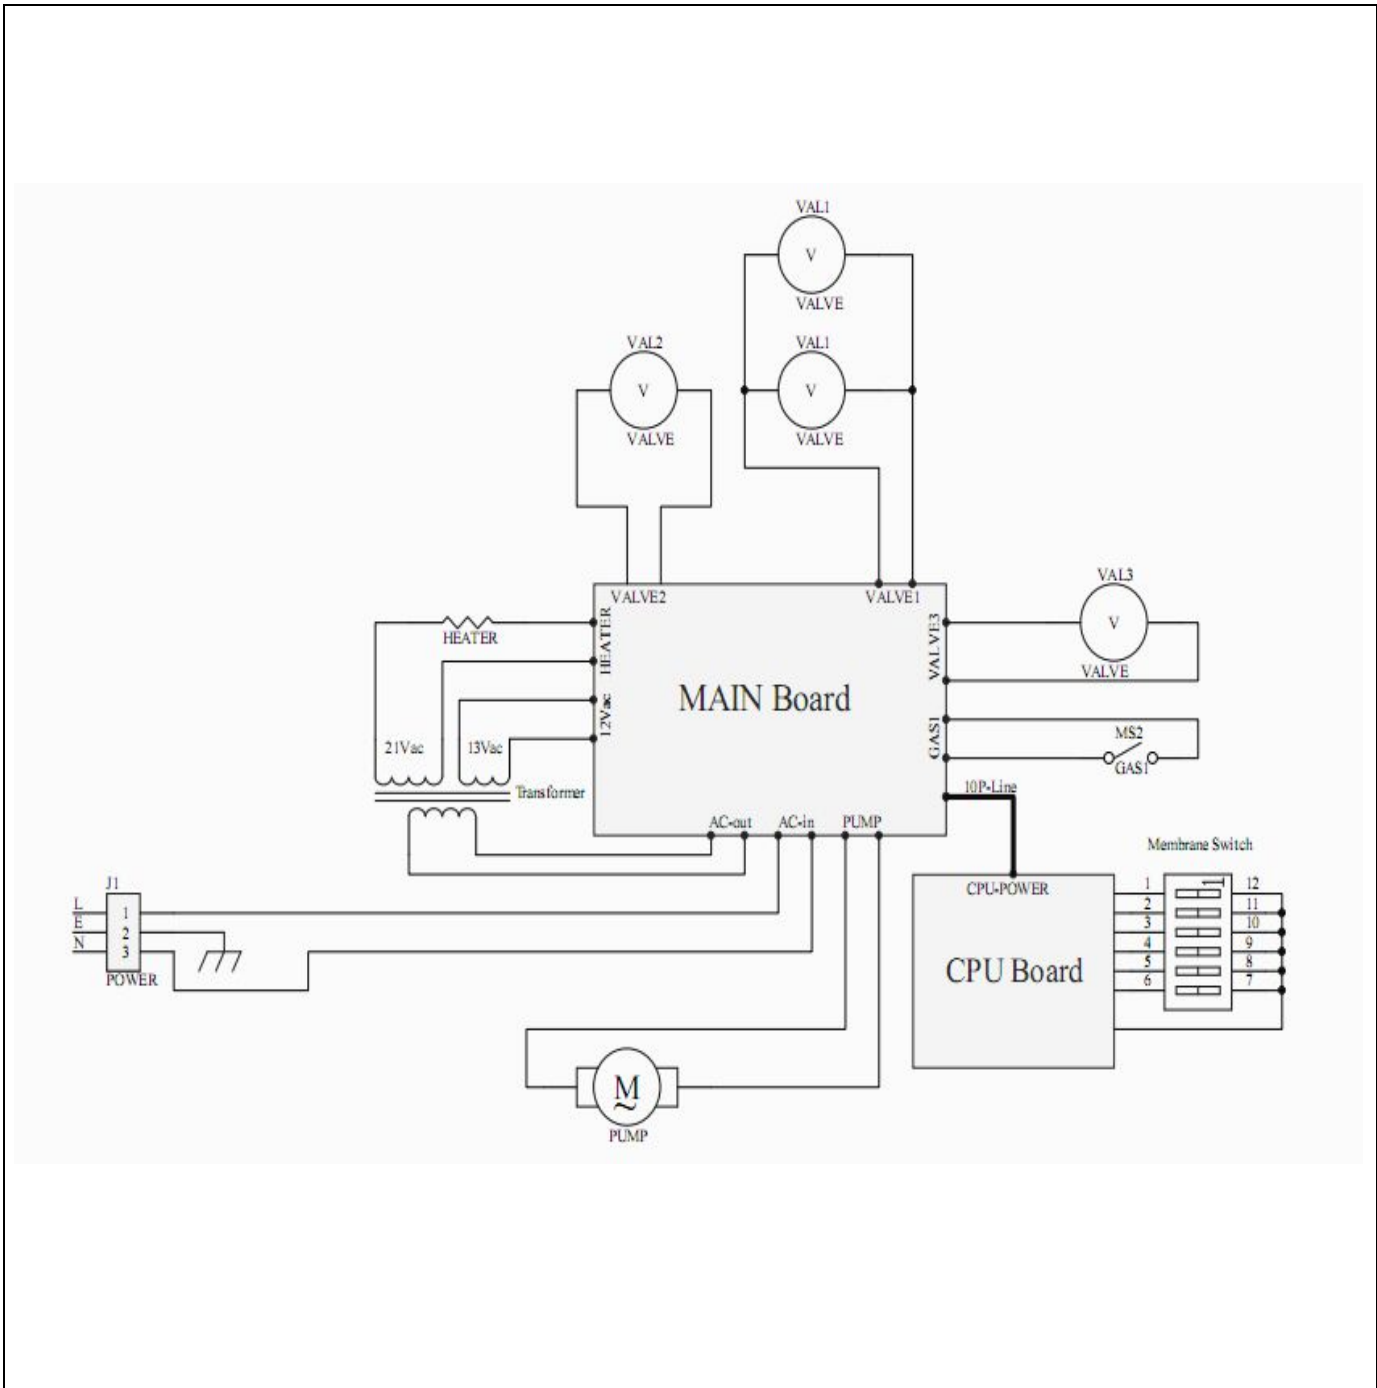 VAL1
V
VALVE
VAL2
V
VALVE
VAL1
V
VALVE
VALVE2
VALVE1
VAL3
V
VALVE
HEATER
HEATER
12Vac
VALVE3
GAS1
MAIN Board
MS2
GAS1
21Vac
13Vac
Transformer
10P-Line
AC-out
AC-in
PUMP
Membrane Switch
J1
L
E
N
1
2
3
POWER
CPU-POWER
CPU Board
1
2
3
4
5
6
1
12
11
10
9
8
7
M
~
PUMP